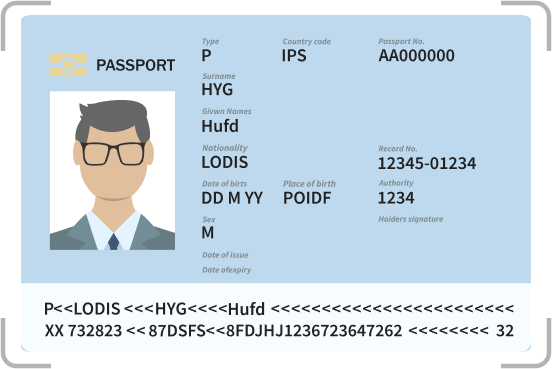 PASSPORT
Type Country code Passport No.
P IPS AA000000
Surname
HYG
Givwn Names
Hufd
Nationality Record No.
LODIS 12345-01234
Date of births Place of birth Authority
DD M YY POIDF 1234
Sex Holders signature
M
Date of issue
Date ofexpiry
P<<LODIS <<<HYG<<<<Hufd <<<<<<<<<<<<<<<<<<<<<<<<
XX 732823 << 87DSFS<<8FDJHJ1236723647262 <<<<<<<< 32